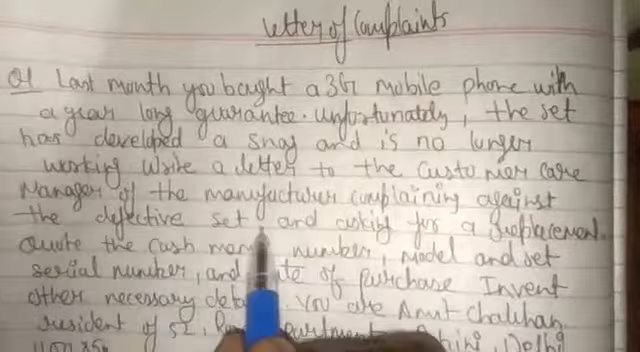 Letter of Complaints
Q1 Last month you bought a 3G mobile phone with
a year long guarantee. Unfortunately, the set
has developed a snag and is no longer
working Write a letter to the Customer care
Manager of the manufacturer complaining against
the defective set and asking for a replacement.
Quote the Cash memo number, model and set
serial number, and of purchase Invent
other necessary You are Amit Chauhan
resident of 52, Delhi